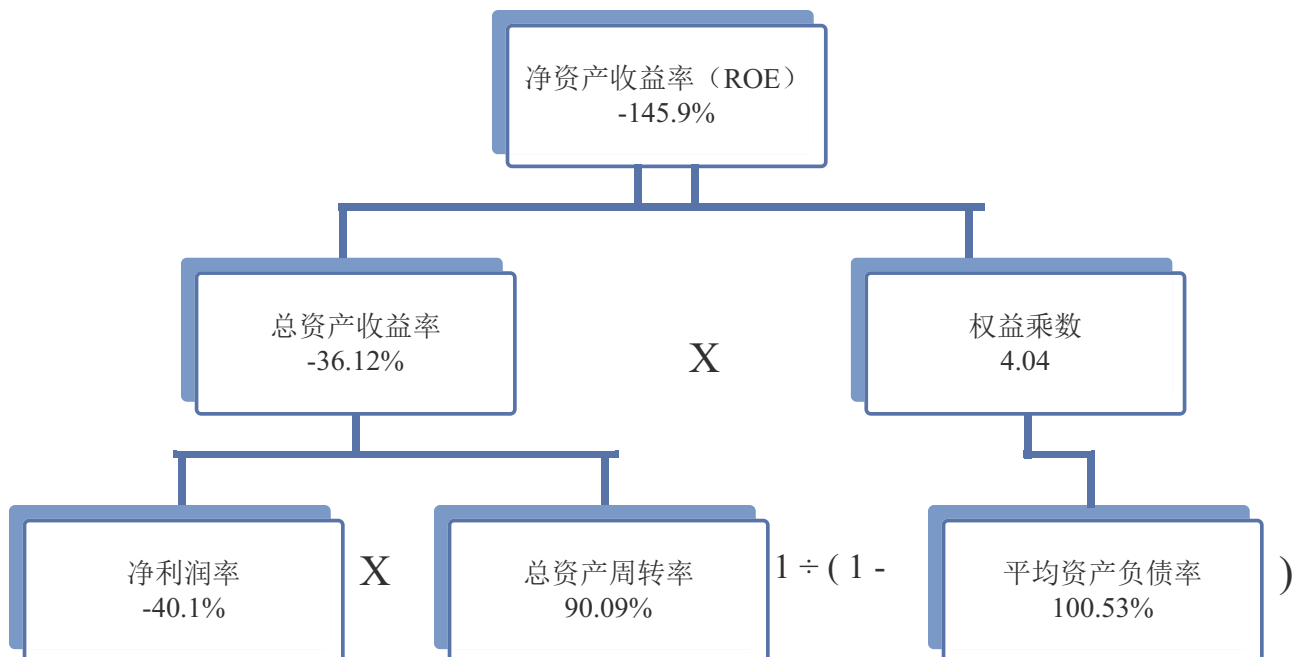 净资产收益率（ROE）
-145.9%
总资产收益率
-36.12%
X
权益乘数
4.04
净利润率
-40.1%
X
总资产周转率
90.09%
1 ÷ ( 1 -
平均资产负债率
100.53%
)